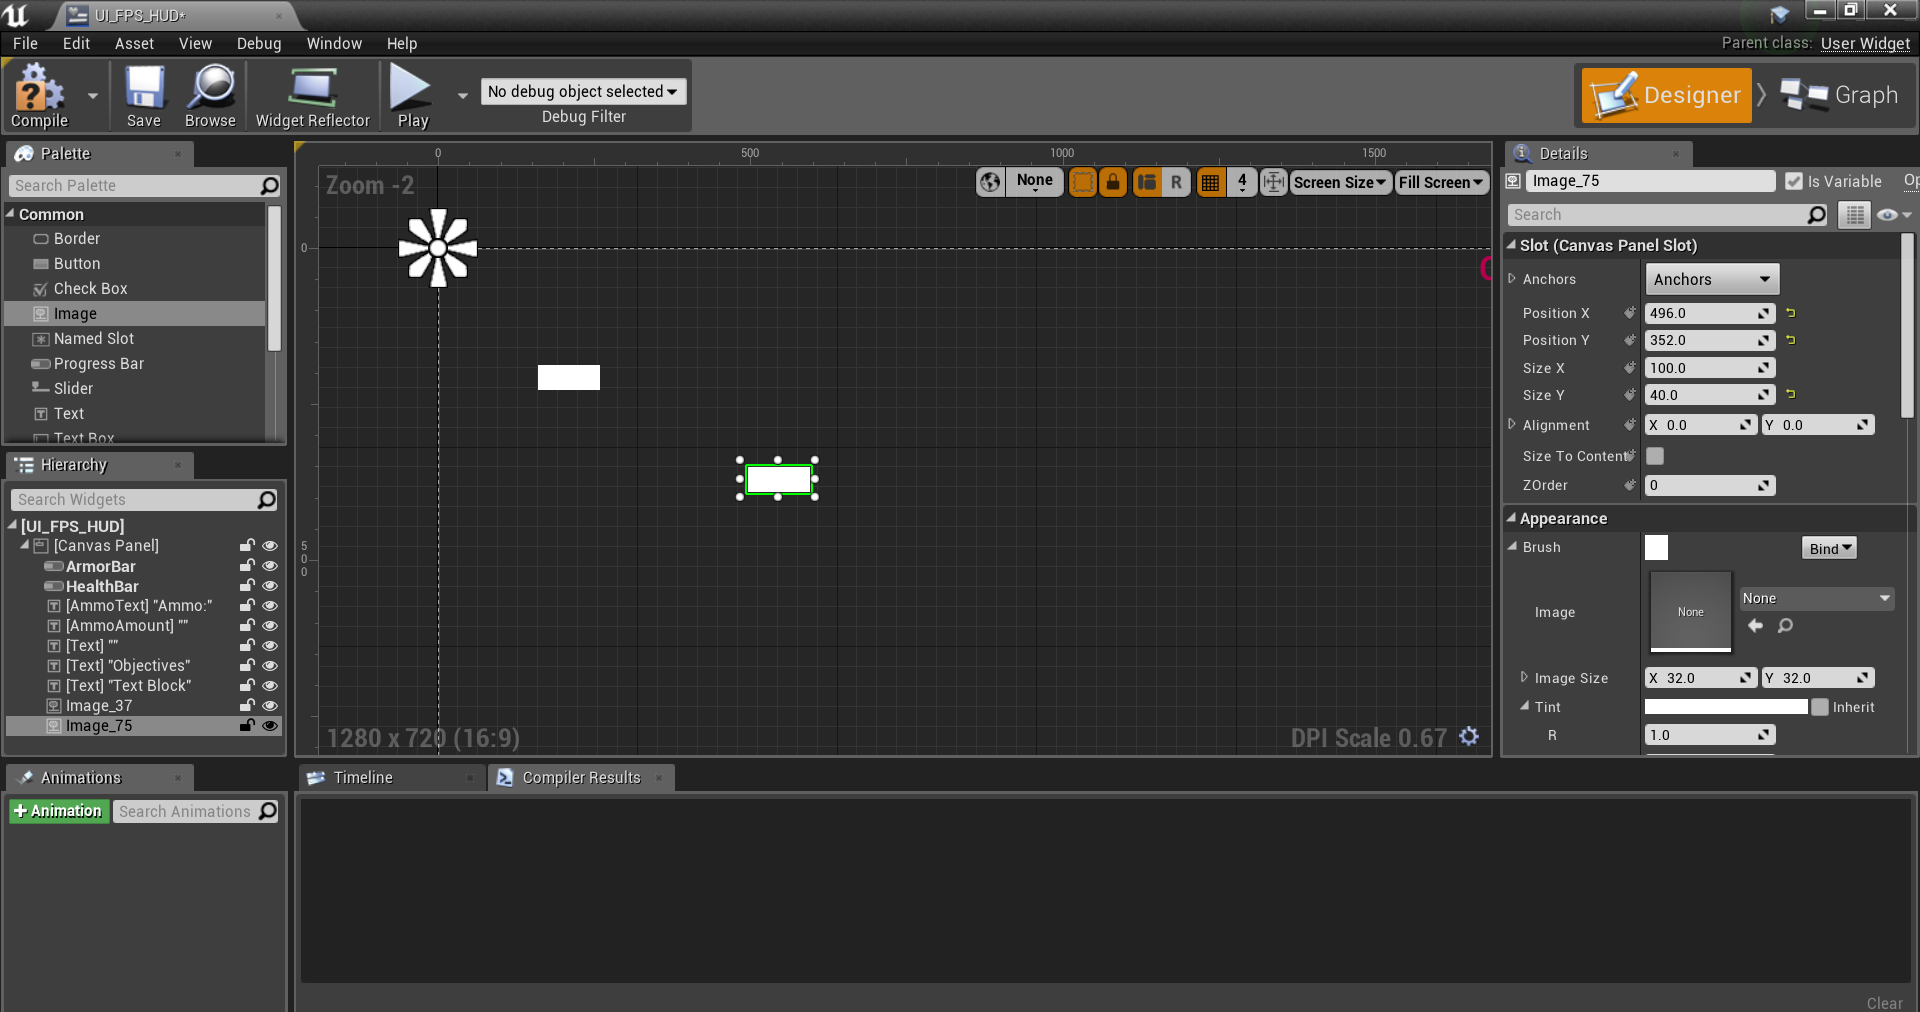 UI_FPS_HUD*
File Edit Asset View Debug Window Help
Parent class: User Widget
Compile
Save
Browse
Widget Reflector
Play
No debug object selected
Debug Filter
Designer
Graph
Palette
Search Palette
Common
Border
Button
Check Box
Image
Named Slot
Progress Bar
Slider
Text
Text Box
Hierarchy
Search Widgets
[UI_FPS_HUD]
[Canvas Panel]
ArmorBar
HealthBar
[AmmoText] "Ammo:"
[AmmoAmount] ""
[Text] ""
[Text] "Objectives"
[Text] "Text Block"
Image_37
Image_75
Animations
+ Animation
Search Animations
0 500 1000 1500
Zoom -2
None
R
4
Screen Size
Fill Screen
0
500
1280 x 720 (16:9)
DPI Scale 0.67
Timeline
Compiler Results
Clear
Details
Image_75
Is Variable
Op
Search
Slot (Canvas Panel Slot)
Anchors Anchors
Position X 496.0
Position Y 352.0
Size X 100.0
Size Y 40.0
Alignment X 0.0 Y 0.0
Size To Content
ZOrder 0
Appearance
Brush Bind
Image None None
Image Size X 32.0 Y 32.0
Tint Inherit
R 1.0